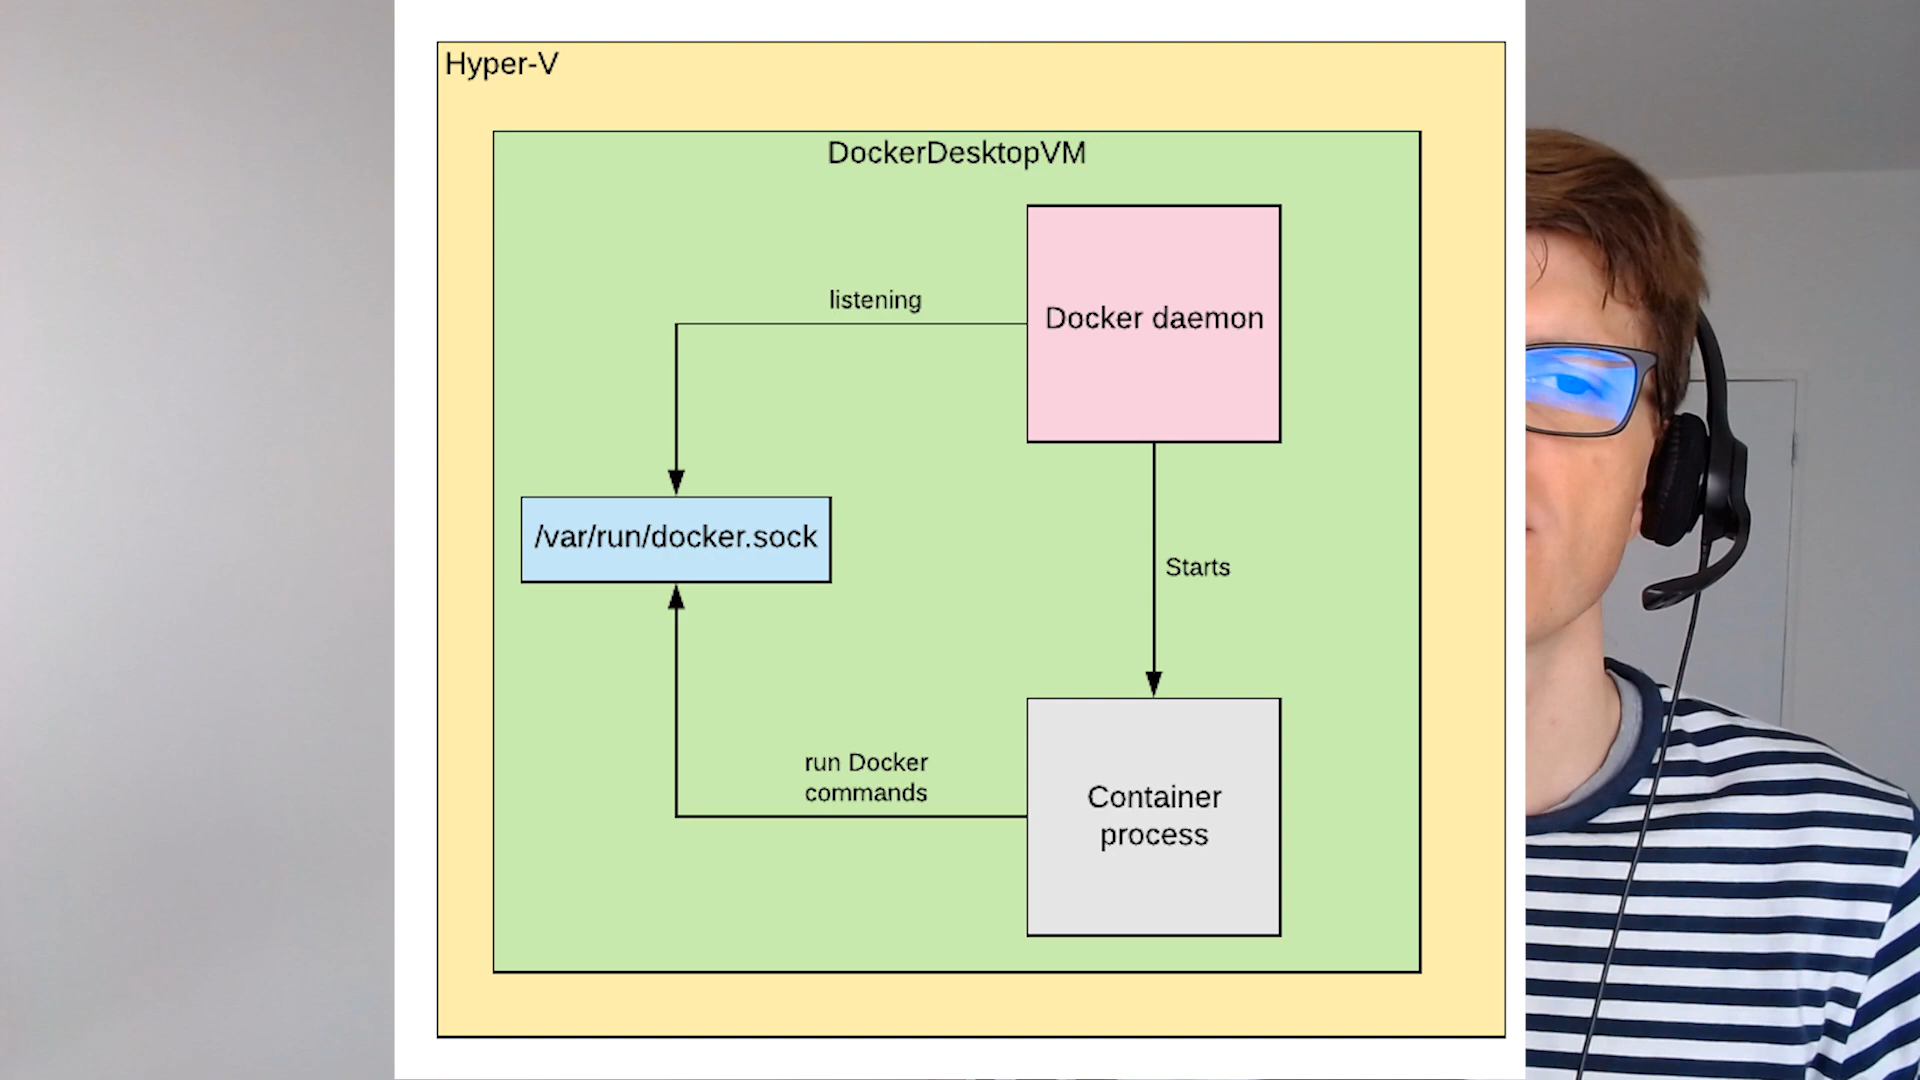 Hyper-V
DockerDesktopVM
listening
Docker daemon
/var/run/docker.sock
Starts
run Docker
commands
Container
process